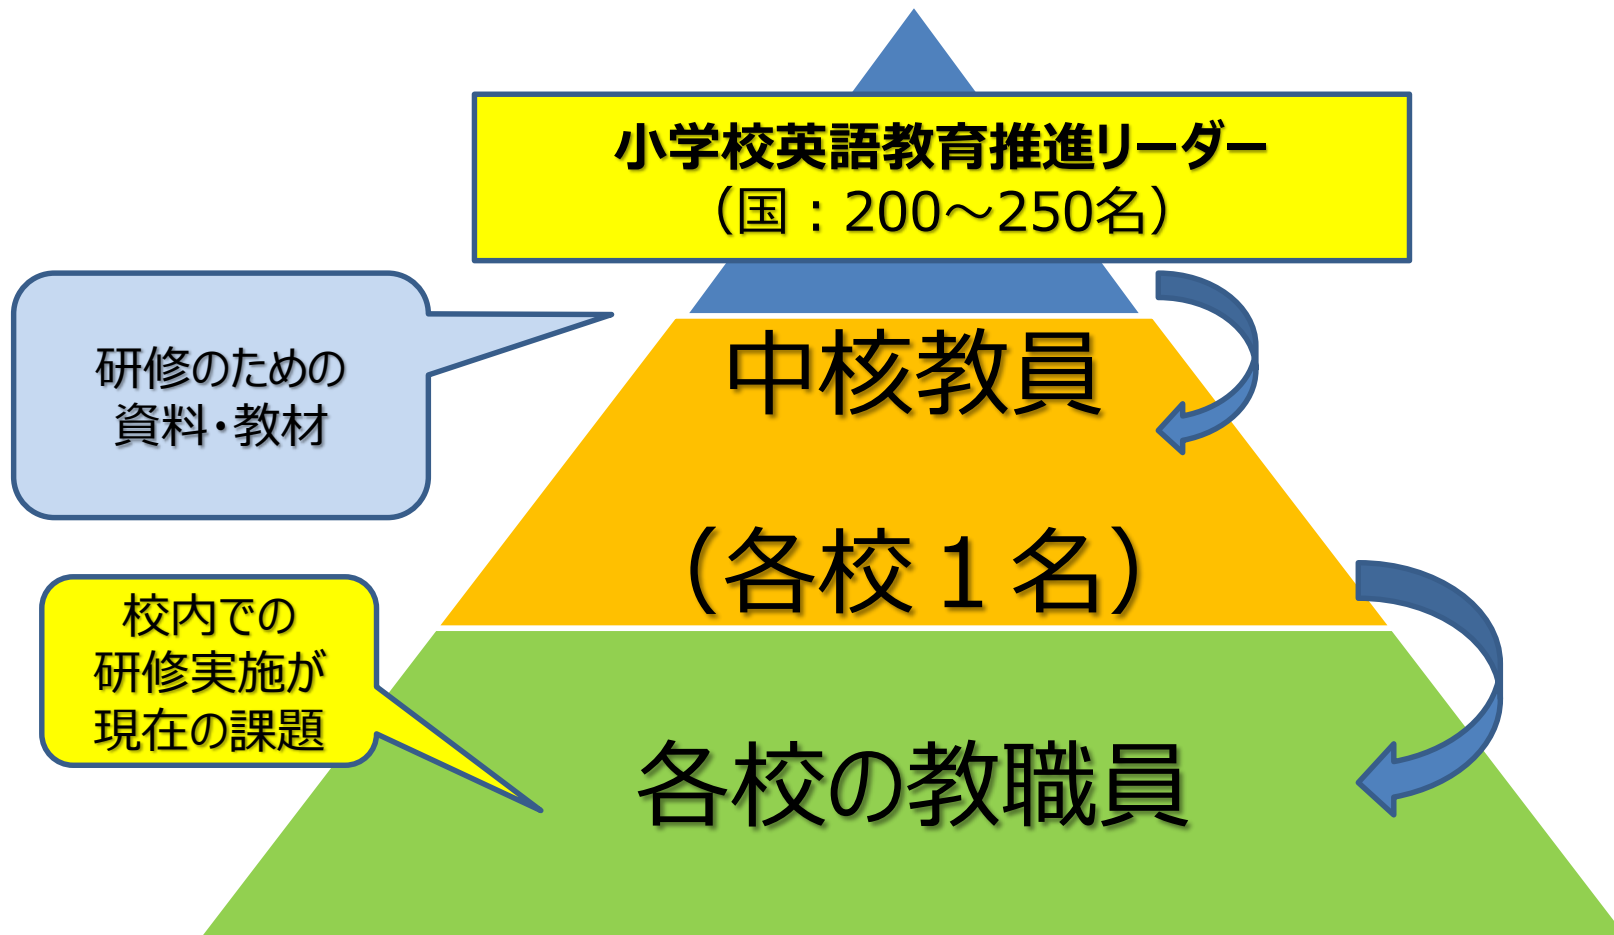 小学校英語教育推進リーダー
（国：200～250名）
研修のための
資料・教材
中核教員
（各校１名）
校内での
研修実施が
現在の課題
各校の教職員